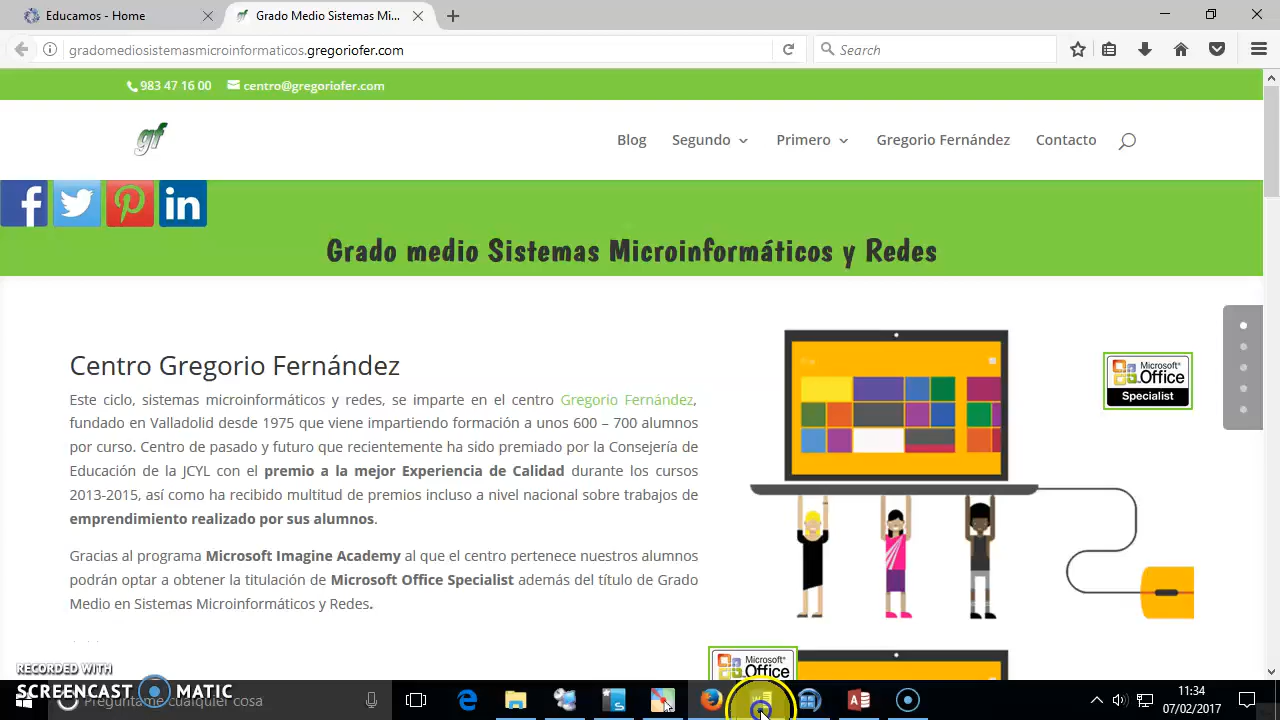 Educamos - Home
Grado Medio Sistemas Mi...
gradomediosistemasmicroinformaticos.gregoriofer.com
Search
983 47 16 00
centro@gregoriofer.com
gf
Blog
Segundo
Primero
Gregorio Fernández
Contacto
Grado medio Sistemas Microinformáticos y Redes
Centro Gregorio Fernández
Este ciclo, sistemas microinformáticos y redes, se imparte en el centro Gregorio Fernández,
fundado en Valladolid desde 1975 que viene impartiendo formación a unos 600 – 700 alumnos
por curso. Centro de pasado y futuro que recientemente ha sido premiado por la Consejería de
Educación de la JCYL con el premio a la mejor Experiencia de Calidad durante los cursos
2013-2015, así como ha recibido multitud de premios incluso a nivel nacional sobre trabajos de
emprendimiento realizado por sus alumnos.
Gracias al programa Microsoft Imagine Academy al que el centro pertenece nuestros alumnos
podrán optar a obtener la titulación de Microsoft Office Specialist además del título de Grado
Medio en Sistemas Microinformáticos y Redes.
Microsoft®
Office
Specialist
Microsoft®
Office
RECORDED WITH
SCREENCAST MATIC
Pregúntame cualquier cosa
11:34
07/02/2017